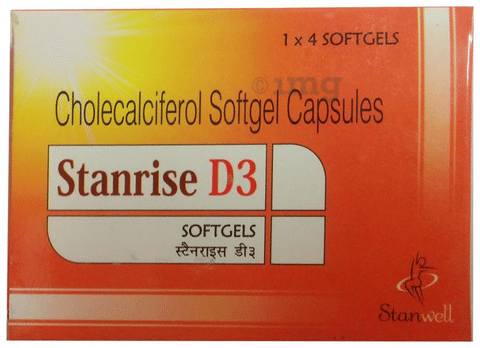 1 x 4 SOFTGELS
© 1mg
Cholecalciferol Softgel Capsules
Stanrise D3
SOFTGELS
स्टैनराइस डी३
Stanwell